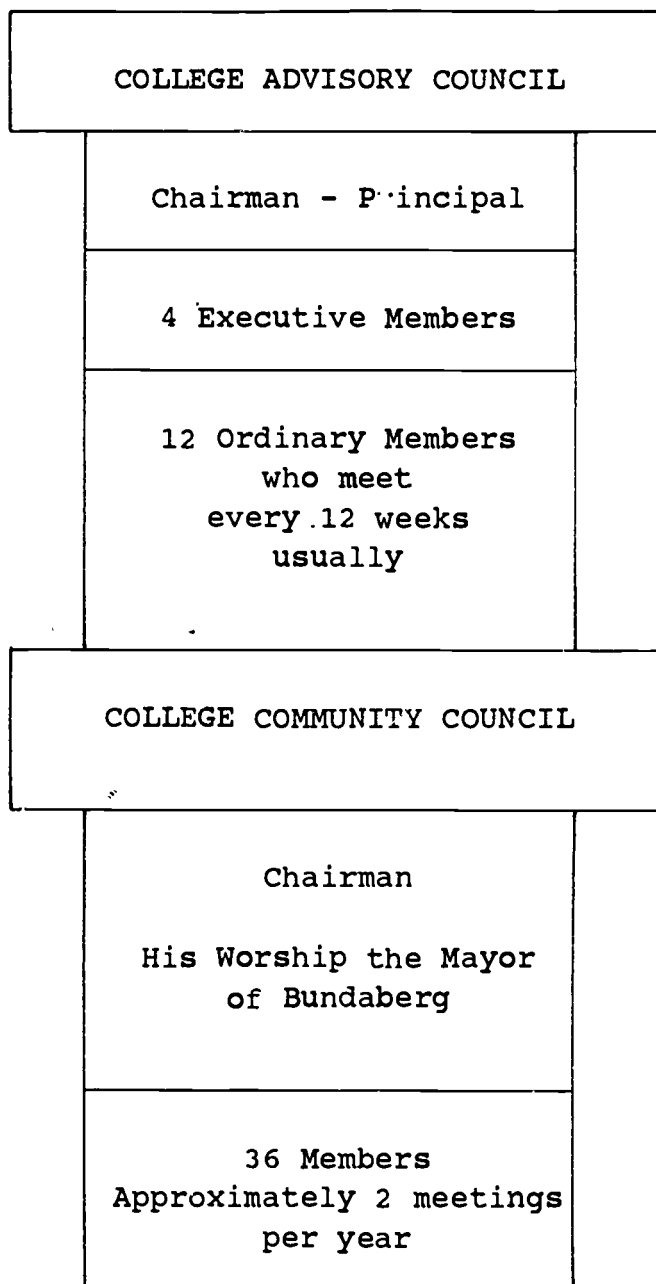 COLLEGE ADVISORY COUNCIL
Chairman - P incipal
4 Executive Members
12 Ordinary Members
who meet
every 12 weeks
usually
COLLEGE COMMUNITY COUNCIL
Chairman
His Worship the Mayor
of Bundaberg
36 Members
Approximately 2 meetings
per year